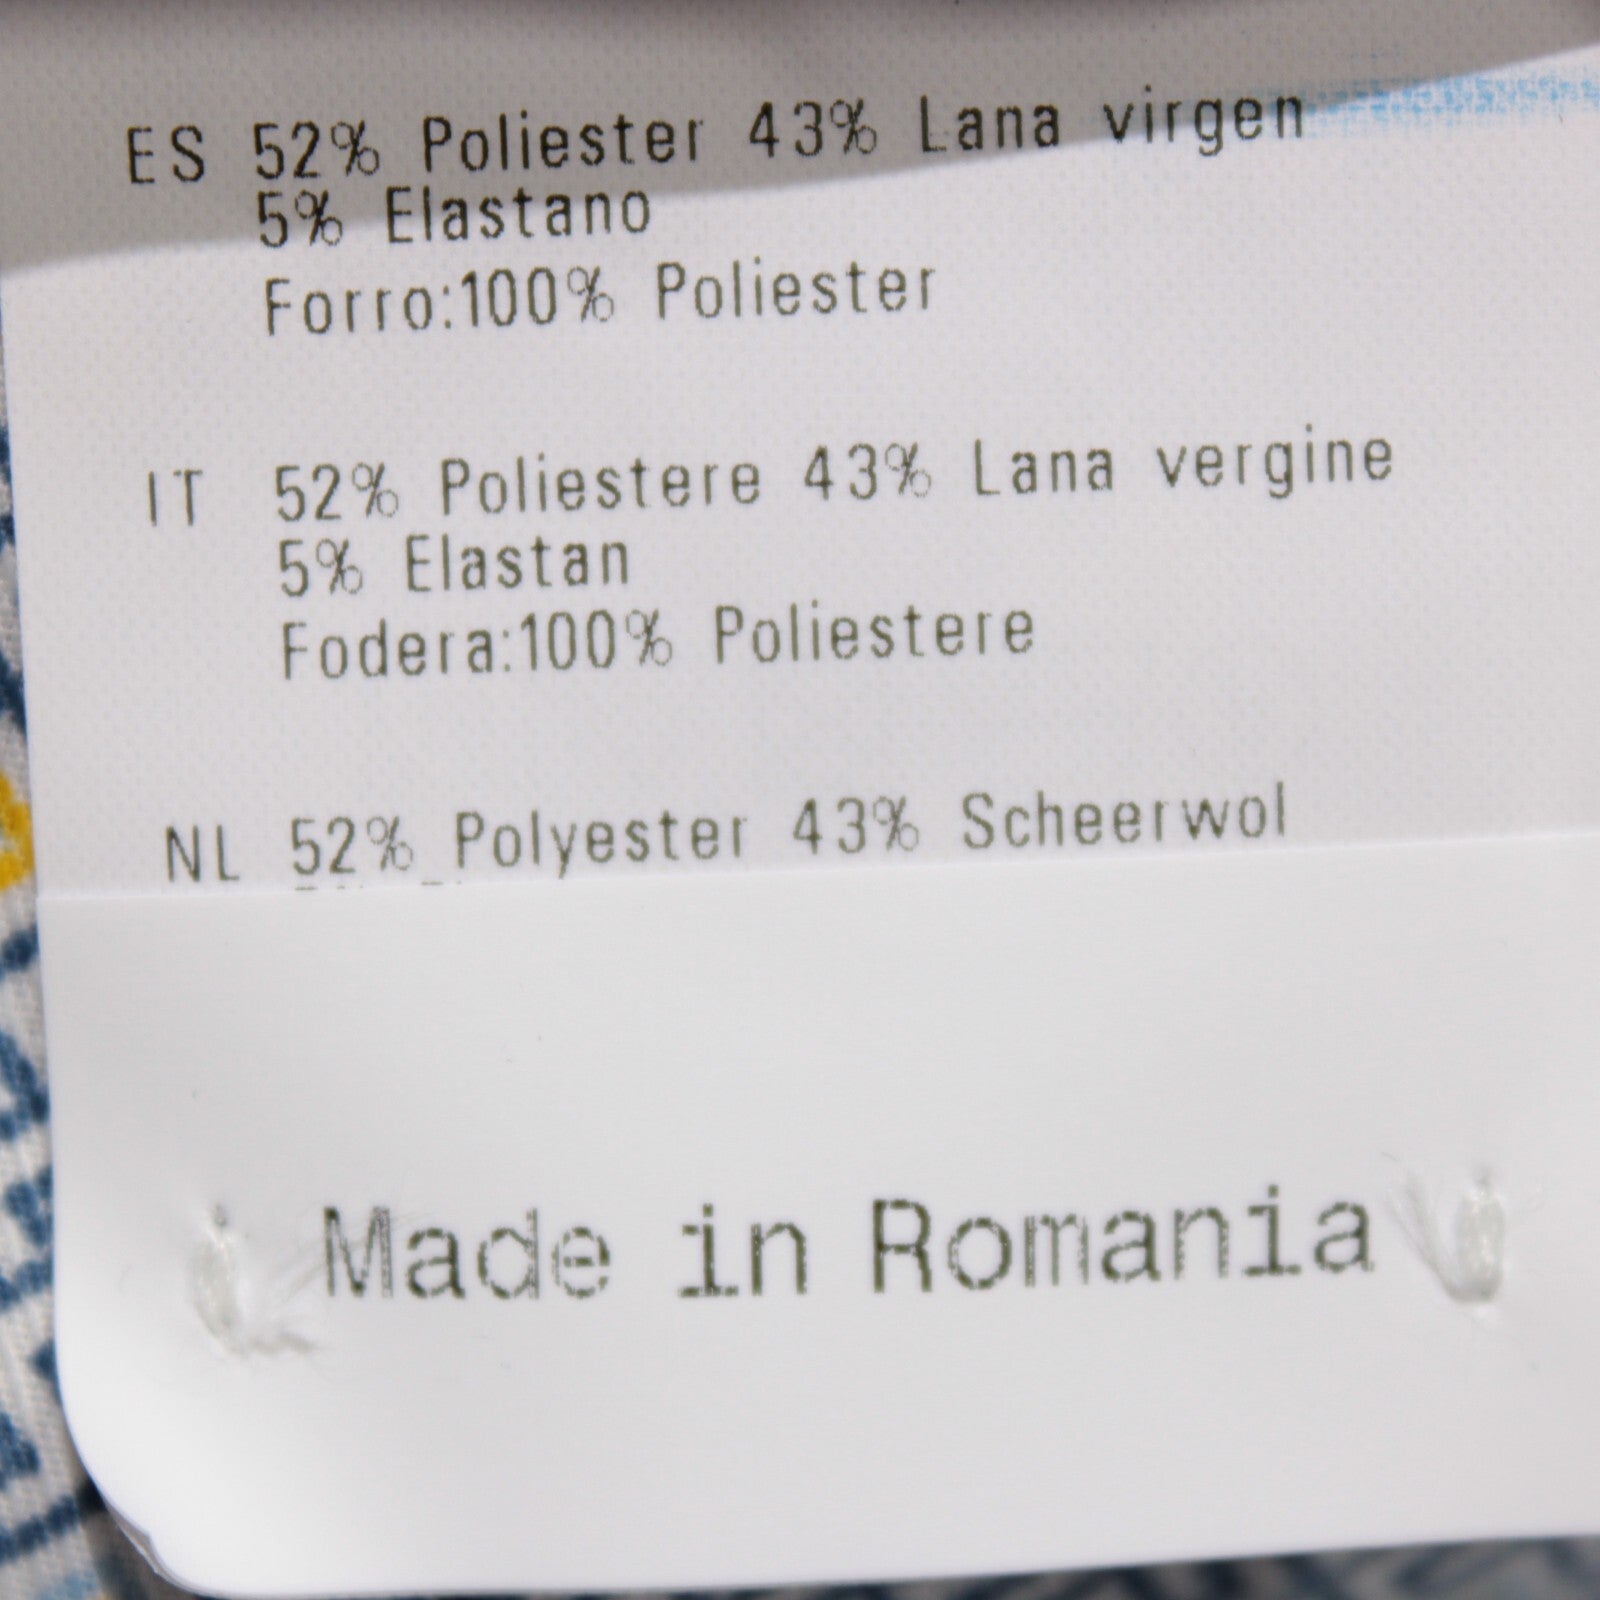 ES 52% Poliester 43% Lana virgen
5% Elastano
Forro:100% Poliester
IT 52% Poliestere 43% Lana vergine
5% Elastan
Fodera:100% Poliestere
NL 52% Polyester 43% Scheerwol
Made in Romania